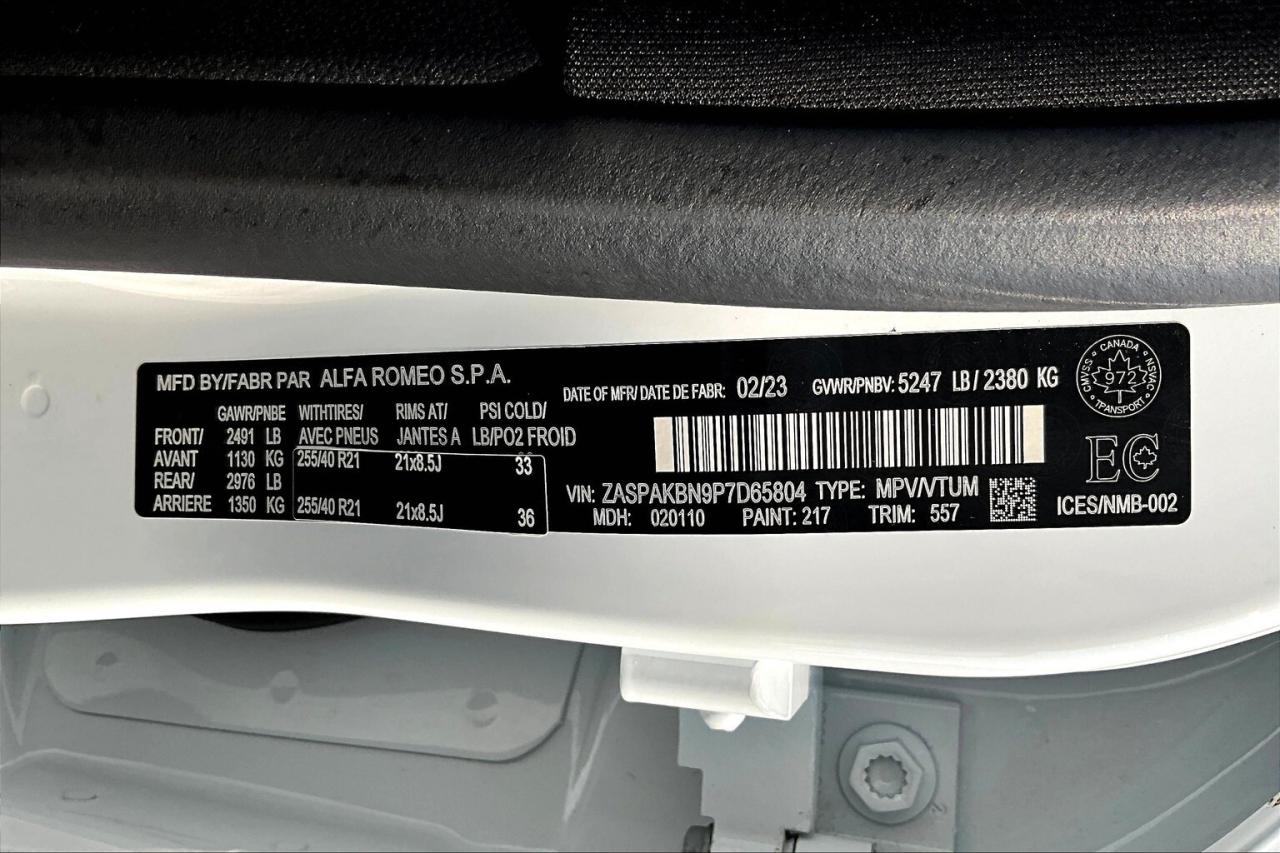 MFD BY/FABR PAR ALFA ROMEO S.P.A.
DATE OF MFR/ DATE DE FABR: 02/23 GVWR/PNBV: 5247 LB / 2380 KG
GAWR/PNBE WITHTIRES/ RIMS AT/ PSI COLD/
FRONT/ 2491 LB AVEC PNEUS JANTES A LB/PO2 FROID
AVANT 1130 KG 255/40 R21 21x8.5J 33
REAR/ 2976 LB
ARRIERE 1350 KG 255/40 R21 21x8.5J 36
VIN: ZASPAKBN9P7D65804 TYPE: MPV/VTUM
MDH: 020110 PAINT: 217 TRIM: 557
CANADA
CMVSS 972 NSVAC
TRANSPORT
EC
ICES/NMB-002